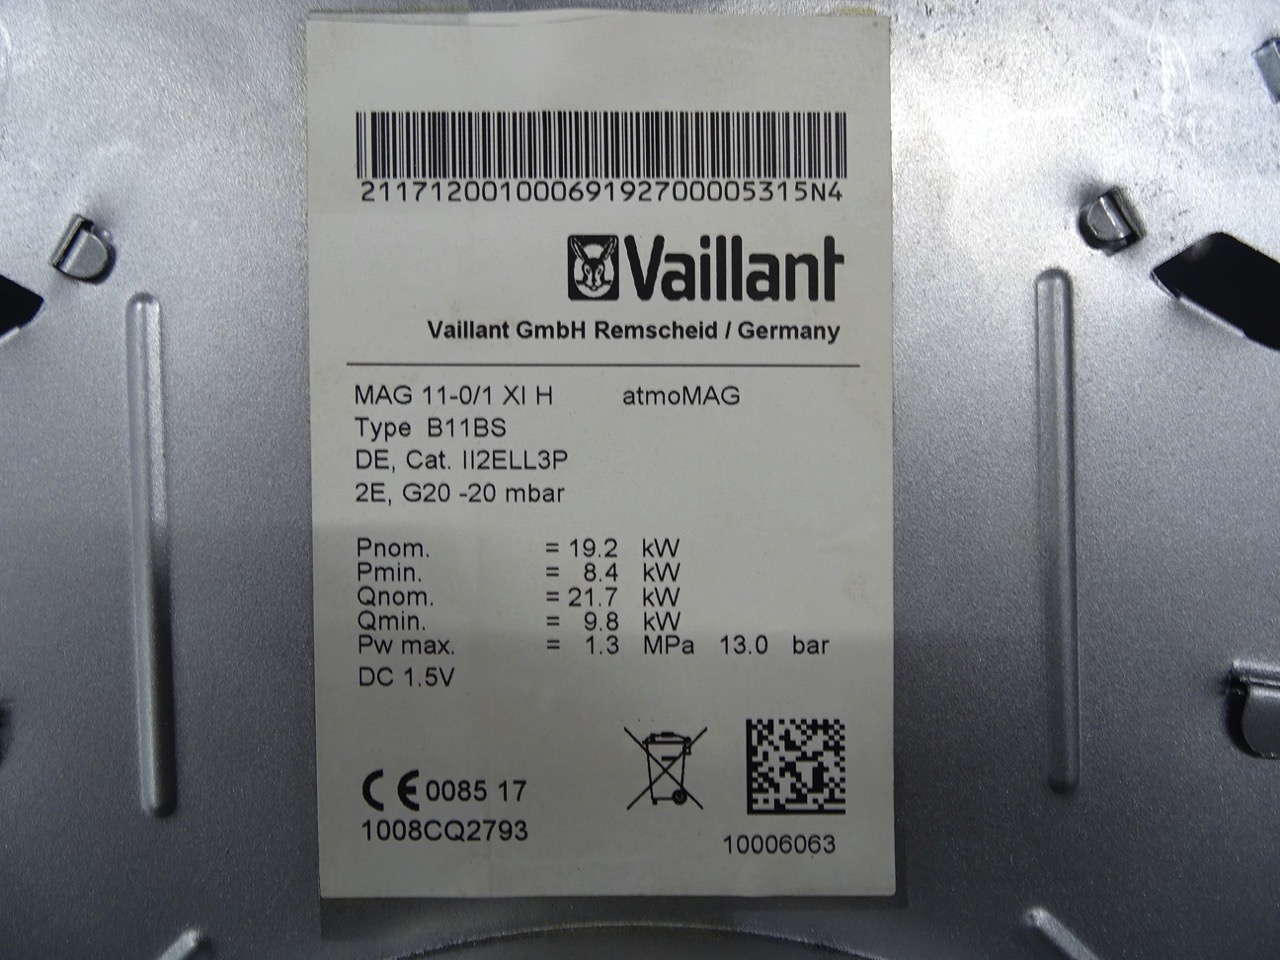 21171200100069192700005315N4
Vaillant
Vaillant GmbH Remscheid / Germany
MAG 11-0/1 XI H atmoMAG
Type B11BS
DE, Cat. II2ELL3P
2E, G20 -20 mbar
Pnom. = 19.2 kW
Pmin. = 8.4 kW
Qnom. = 21.7 kW
Qmin. = 9.8 kW
Pw max. = 1.3 MPa 13.0 bar
DC 1.5V
CE 0085 17
1008CQ2793
10006063